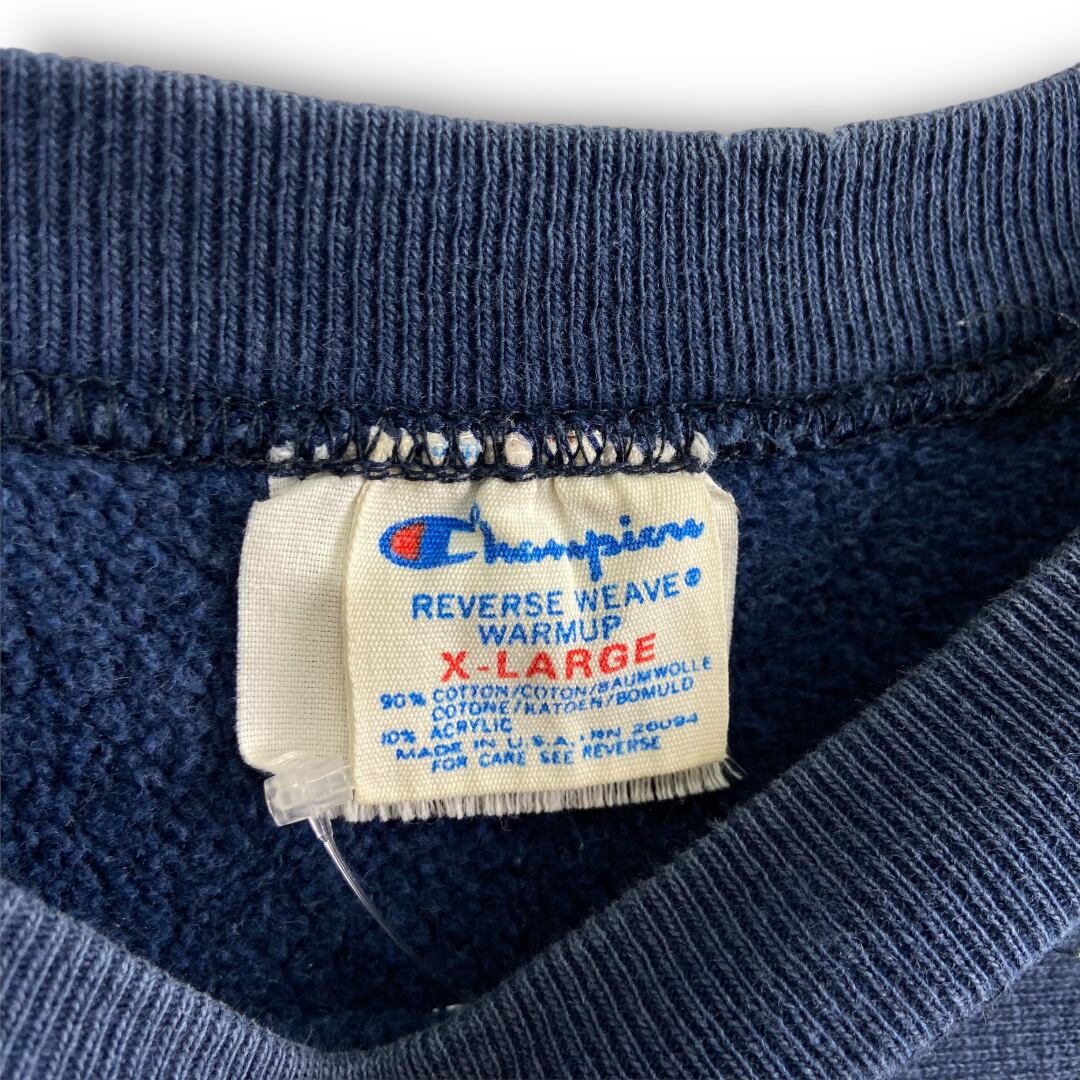 Champion
REVERSE WEAVE®
WARMUP
X-LARGE
90% COTTON/COTON/BAUMWOLLE
COTONE/KATOEN/BOMULD
10% ACRYLIC
MADE IN U.S.A., RN 26094
FOR CARE SEE REVERSE